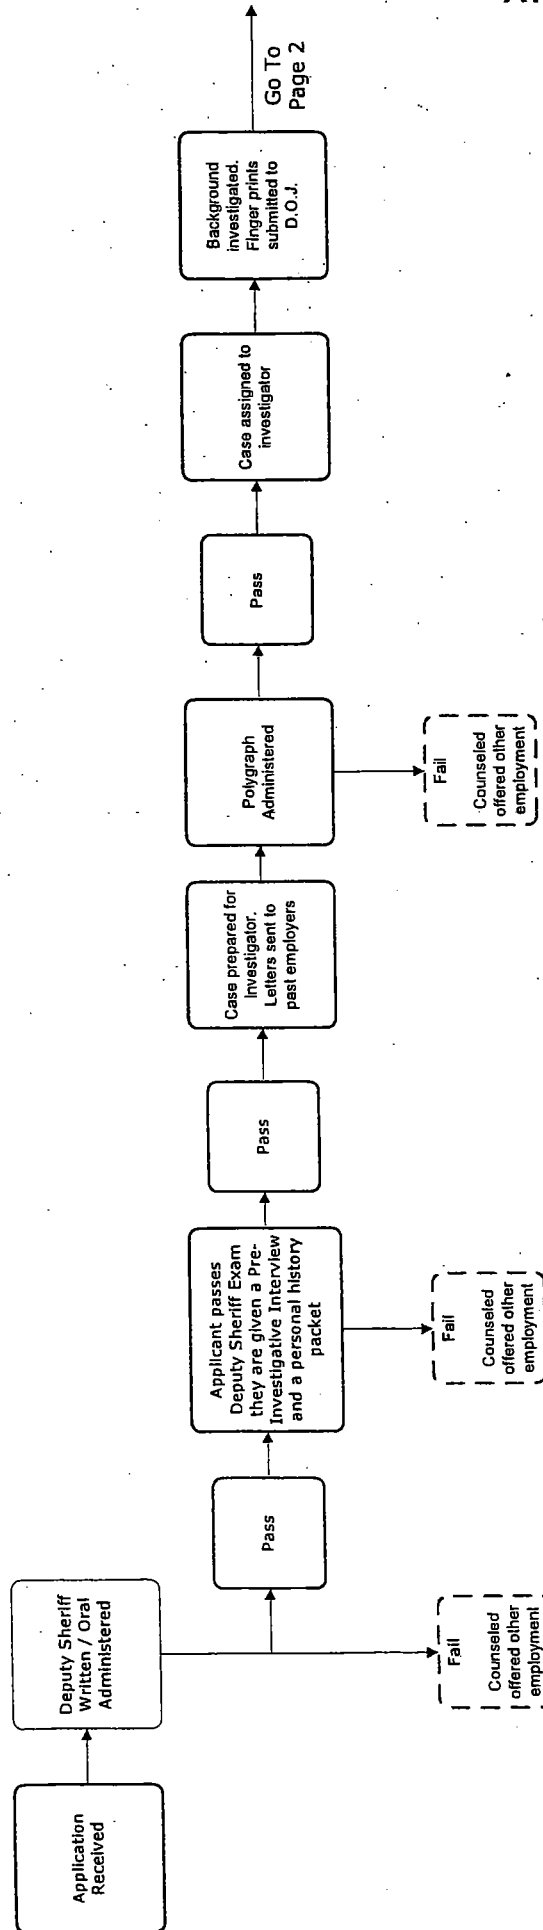 Application
Received
Deputy Sheriff
Written / Oral
Administered
Fail
Counseled
offered other
employment
Pass
Applicant passes
Deputy Sheriff Exam
they are given a Pre-
Investigative Interview
and a personal history
packet
Fail
Counseled
offered other
employment
Pass
Case prepared for
Investigator.
Letters sent to
past employers
Polygraph
Administered
Fail
Counseled
offered other
employment
Pass
Case assigned to
investigator
Background
investigated.
Finger prints
submitted to
D.O.J.
Go To
Page 2